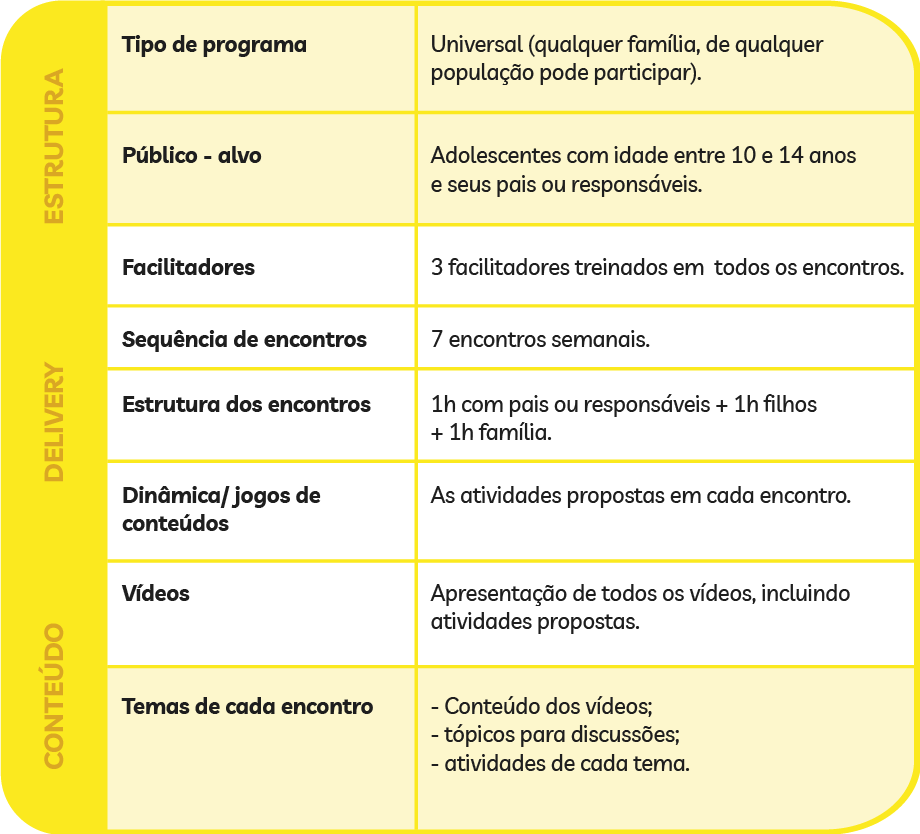 ESTRUTURA
Tipo de programa
Universal (qualquer família, de qualquer
população pode participar).
Público - alvo
Adolescentes com idade entre 10 e 14 anos
e seus pais ou responsáveis.
DELIVERY
Facilitadores
3 facilitadores treinados em  todos os encontros.
Sequência de encontros
7 encontros semanais.
Estrutura dos encontros
1h com pais ou responsáveis + 1h filhos
+ 1h família.
Dinâmica/ jogos de
conteúdos
As atividades propostas em cada encontro.
Vídeos
Apresentação de todos os vídeos, incluindo
atividades propostas.
CONTEÚDO
Temas de cada encontro
- Conteúdo dos vídeos;
- tópicos para discussões;
- atividades de cada tema.